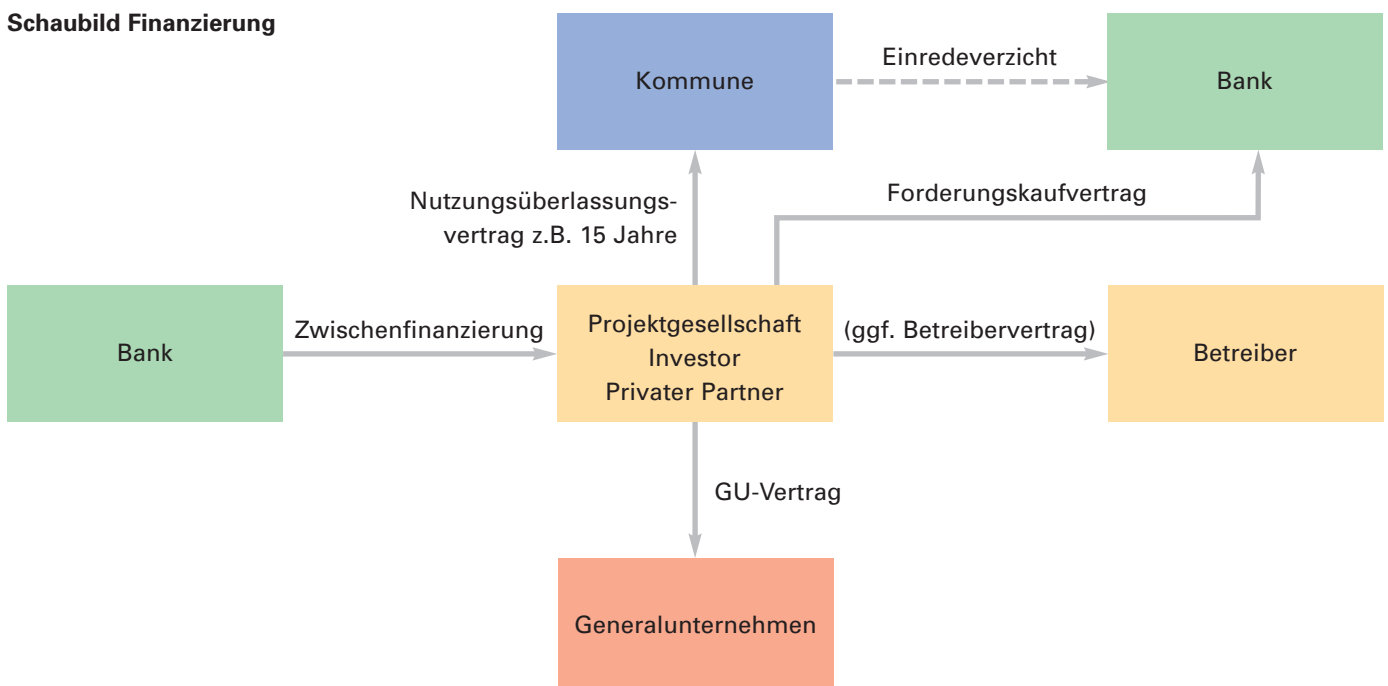 Schaubild Finanzierung
Kommune
Einredeverzicht
Bank
Nutzungsüberlassungs-
vertrag z.B. 15 Jahre
Forderungskaufvertrag
Bank
Zwischenfinanzierung
Projektgesellschaft
Investor
Privater Partner
(ggf. Betreibervertrag)
Betreiber
GU-Vertrag
Generalunternehmen